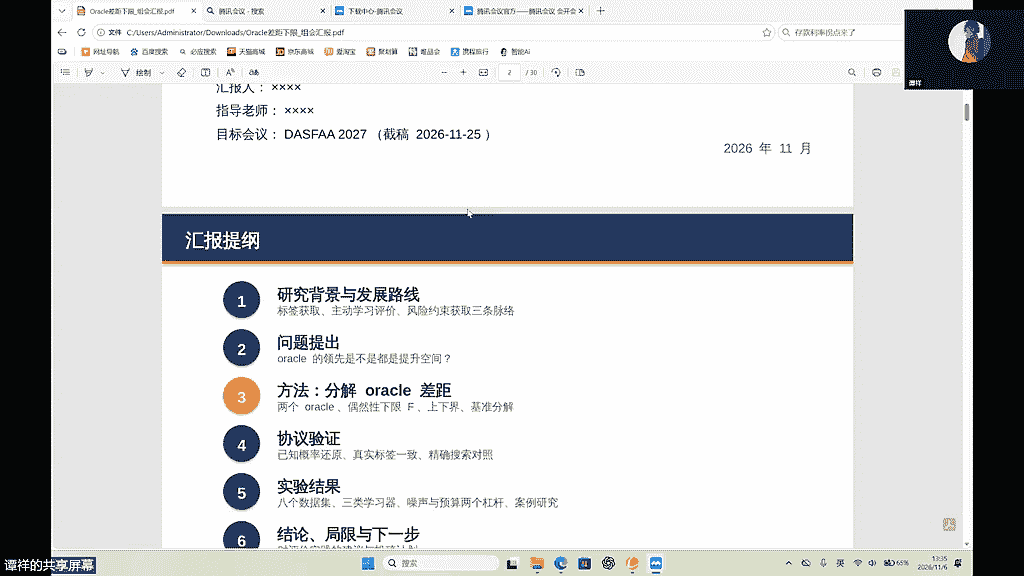 Oracle差距下限_组会汇报.pdf
腾讯会议 - 搜索
下载中心-腾讯会议
腾讯会议官方——腾讯会议 会开会
文件 C:/Users/Administrator/Downloads/Oracle差距下限_组会汇报.pdf
存款利率拐点来了
网址导航 百度搜索 必应搜索 天猫商城 京东商城 爱淘宝 聚划算 唯品会 携程旅行 智能AI
绘制
2 / 30
谭祥
汇报人： ××××
指导老师： ××××
目标会议： DASFAA 2027 （截稿 2026-11-25 ）
2026 年 11 月
汇报提纲
1 研究背景与发展路线
标签获取、主动学习评价、风险约束获取三条脉络
2 问题提出
oracle 的领先是不是都是提升空间？
3 方法：分解 oracle 差距
两个 oracle 、偶然性下限 F 、上下界、基准分解
4 协议验证
已知概率还原、真实标签一致、精确搜索对照
5 实验结果
八个数据集、三类学习器、噪声与预算两个杠杆、案例研究
6 结论、局限与下一步
谭祥的共享屏幕
搜索
英
65%
13:35
2026/11/6